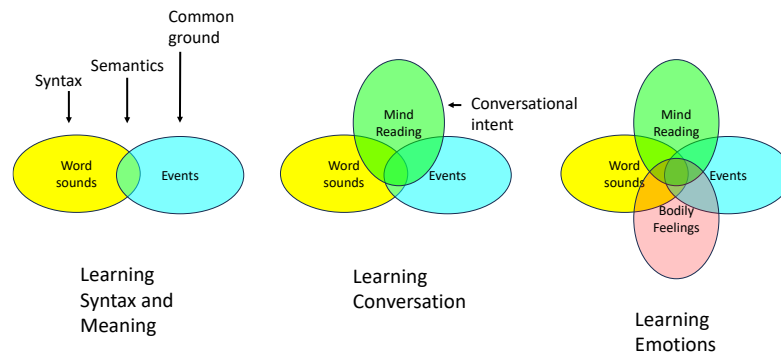 Common
ground
Semantics
Syntax
Word
sounds
Events
Learning
Syntax and
Meaning
Mind
Reading
Conversational
intent
Word
sounds
Events
Learning
Conversation
Mind
Reading
Word
sounds
Events
Bodily
Feelings
Learning
Emotions